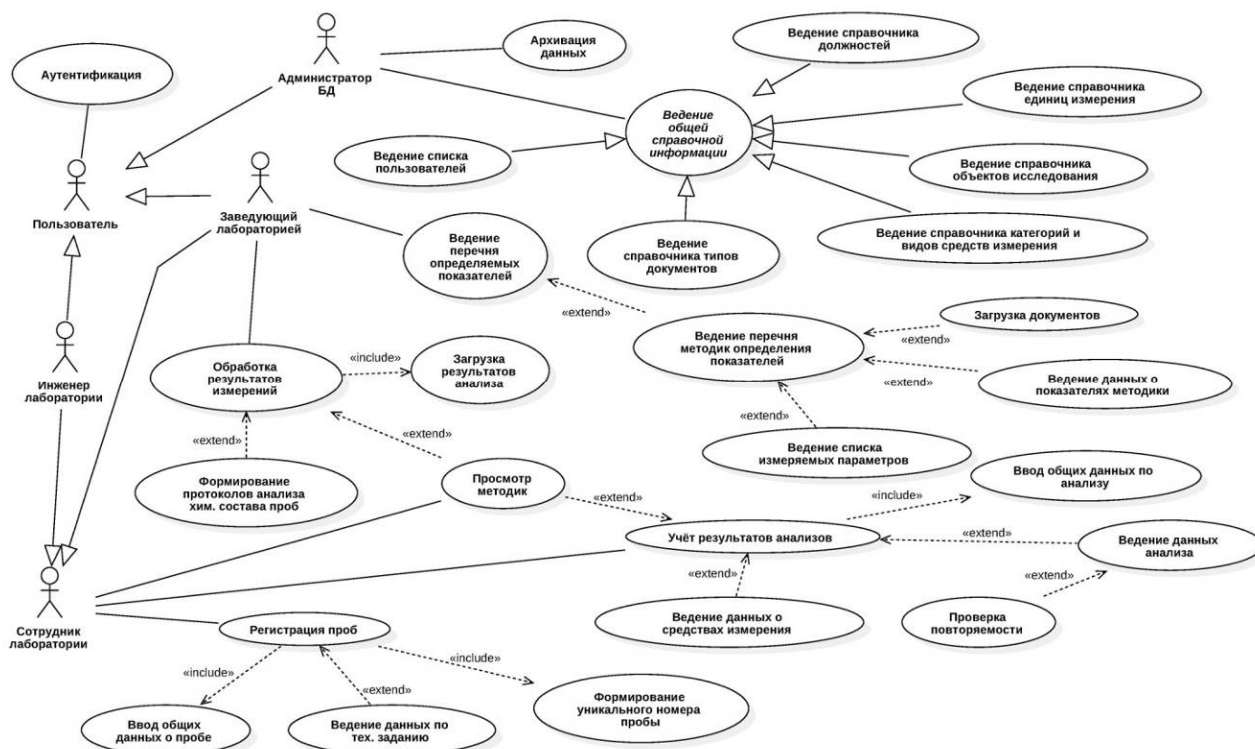 Аутентификация
Администратор
БД
Архивация
данных
Ведение справочника
должностей
Ведение
общей
справочной
информации
Ведение справочника
единиц измерения
Ведение списка
пользователей
Ведение справочника
объектов исследования
Пользователь
Заведующий
лабораторией
Ведение
перечня
определяемых
показателей
Ведение
справочника типов
документов
Ведение справочника категорий и
видов средств измерения
«extend»
Загрузка документов
«extend»
Ведение перечня
методик определения
показателей
Инженер
лаборатории
Обработка
результатов
измерений
«include»
Загрузка
результатов
анализа
«extend»
Ведение данных о
показателях методики
«extend»
«extend»
«extend»
Ведение списка
измеряемых параметров
Формирование
протоколов анализа
хим. состава проб
Просмотр
методик
«extend»
Ввод общих данных по
анализу
«include»
Учёт результатов анализов
«extend»
Ведение данных
анализа
«extend»
«extend»
Сотрудник
лаборатории
Регистрация проб
Ведение данных о
средствах измерения
Проверка
повторяемости
«include»
«extend»
«include»
Ввод общих
данных о пробе
Ведение данных по
тех. заданию
Формирование
уникального номера
пробы